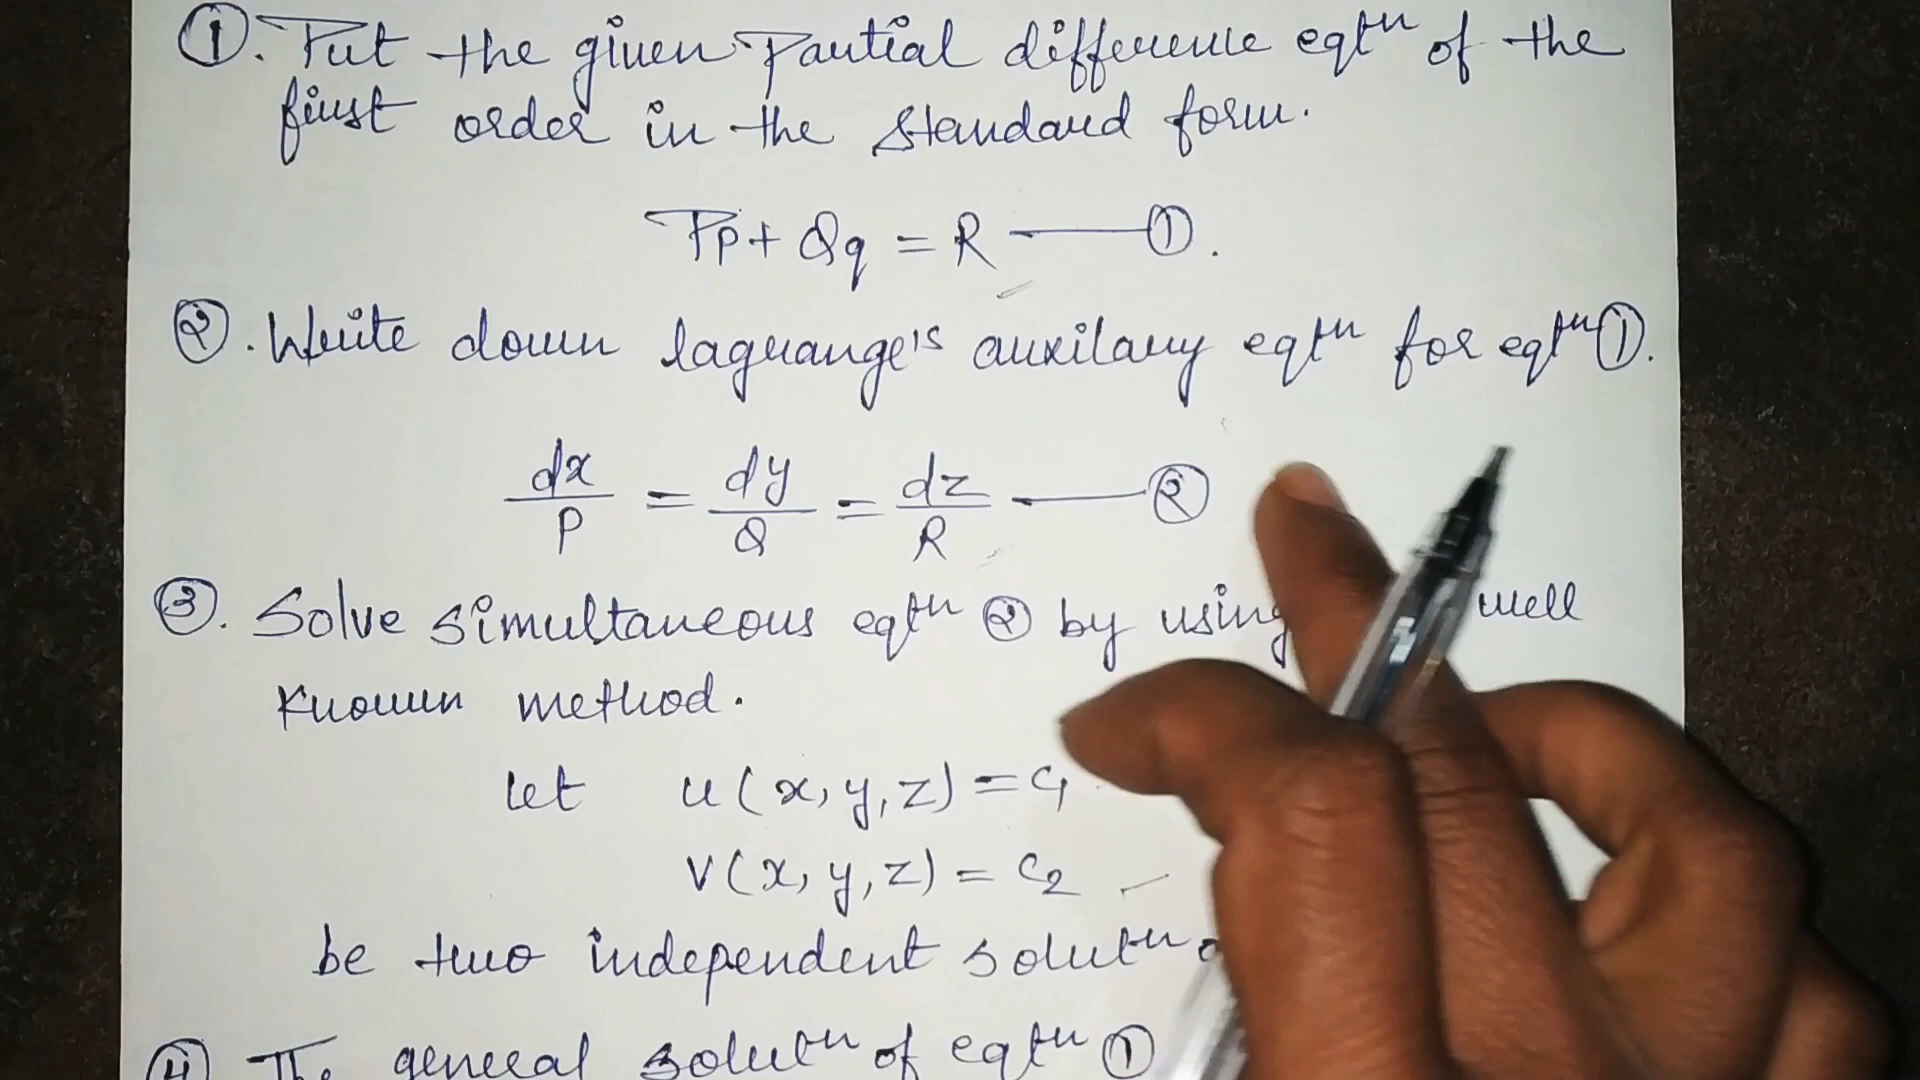 ①. Put the given Partial difference eqtn of the
first order in the standard form.
Pp + Qq = R —— ①.
②. Write down lagrange's auxilary eqtn for eqtn ①.
dx/P = dy/Q = dz/R —— ②
③. Solve simultaneous eqtn ② by using well
known method.
let u(x, y, z) = c1
v(x, y, z) = c2
be two independent solutn
④ The general solutn of eqtn ①